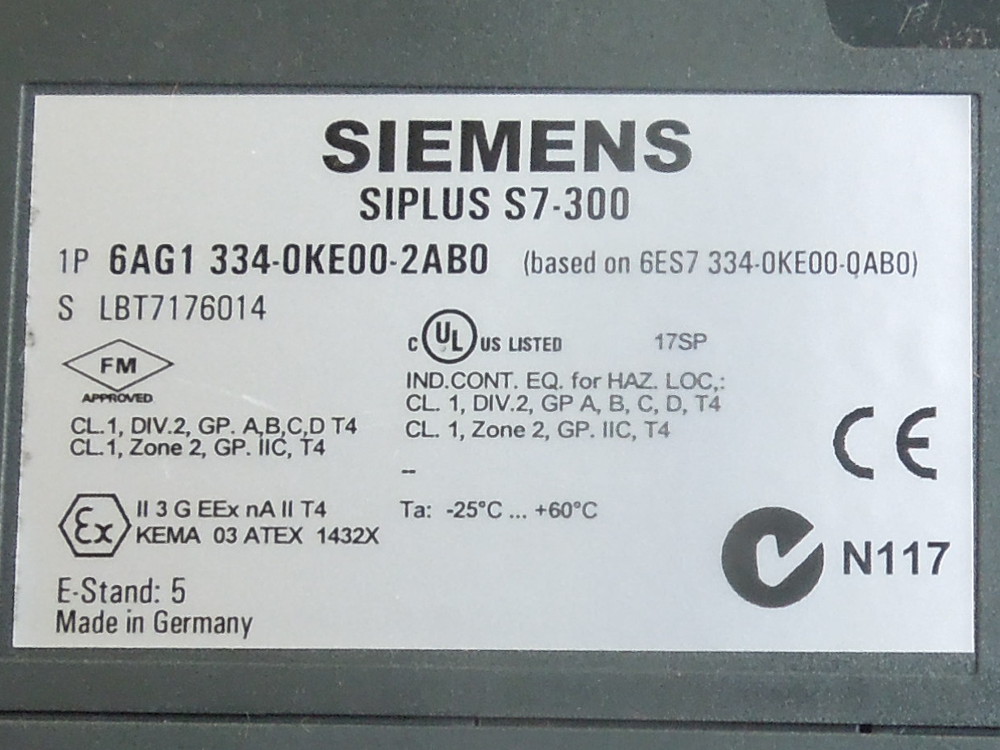 SIEMENS
SIPLUS S7-300
1P 6AG1 334-0KE00-2AB0 (based on 6ES7 334-0KE00-0AB0)
S LBT7176014
FM
APPROVED
CL.1, DIV.2, GP. A,B,C,D T4
CL.1, Zone 2, GP. IIC, T4
c UL US LISTED 17SP
IND.CONT. EQ. for HAZ. LOC,:
CL. 1, DIV.2, GP A, B, C, D, T4
CL. 1, Zone 2, GP. IIC, T4
--
CE
Ex II 3 G EEx nA II T4
KEMA 03 ATEX 1432X
Ta: -25°C ... +60°C
N117
E-Stand: 5
Made in Germany